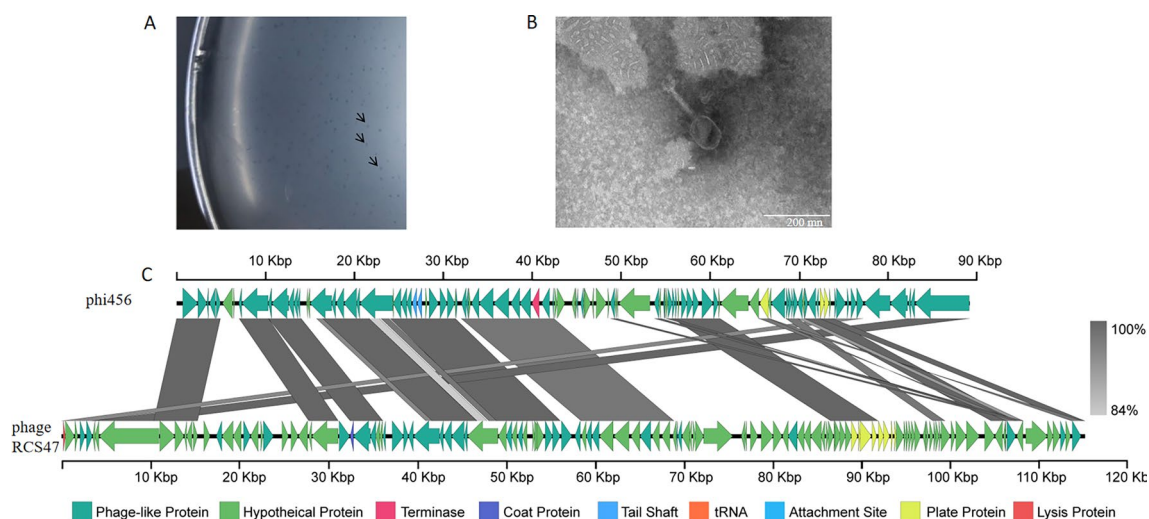 A
B
200 mn
C
10 Kbp 20 Kbp 30 Kbp 40 Kbp 50 Kbp 60 Kbp 70 Kbp 80 Kbp 90 Kbp
phi456
100%
84%
phage
RCS47
10 Kbp 20 Kbp 30 Kbp 40 Kbp 50 Kbp 60 Kbp 70 Kbp 80 Kbp 90 Kbp 100 Kbp 110 Kbp 120 Kt
Phage-like Protein Hypotheical Protein Terminase Coat Protein Tail Shaft tRNA Attachment Site Plate Protein Lysis Protein